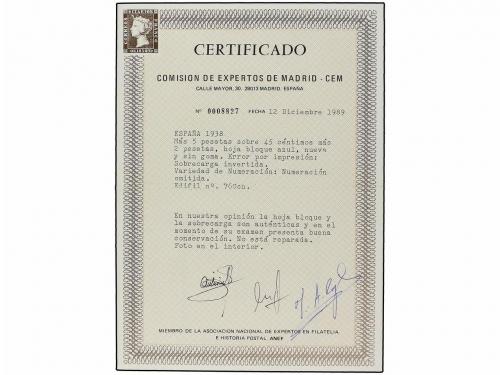 CERTIFICADO
COMISION DE EXPERTOS DE MADRID - CEM
CALLE MAYOR, 30. 28013 MADRID. ESPAÑA
Nº 0008827 FECHA 12 Diciembre 1989
ESPAÑA 1938
Más 5 pesetas sobre 45 céntimos más
2 pesetas, hoja bloque azul, nueva
y sin goma. Error por impresión:
Sobrecarga invertida.
Variedad de Numeración: Numeración
omitida.
Edifil nº. 760cn.
En nuestra opinión la hoja bloque y
la sobrecarga son auténticas y en el
momento de su examen presenta buena
conservación. No está reparada.
Foto en el interior.
MIEMBRO DE LA ASOCIACION NACIONAL DE EXPERTOS EN FILATELIA
E HISTORIA POSTAL. ANEF